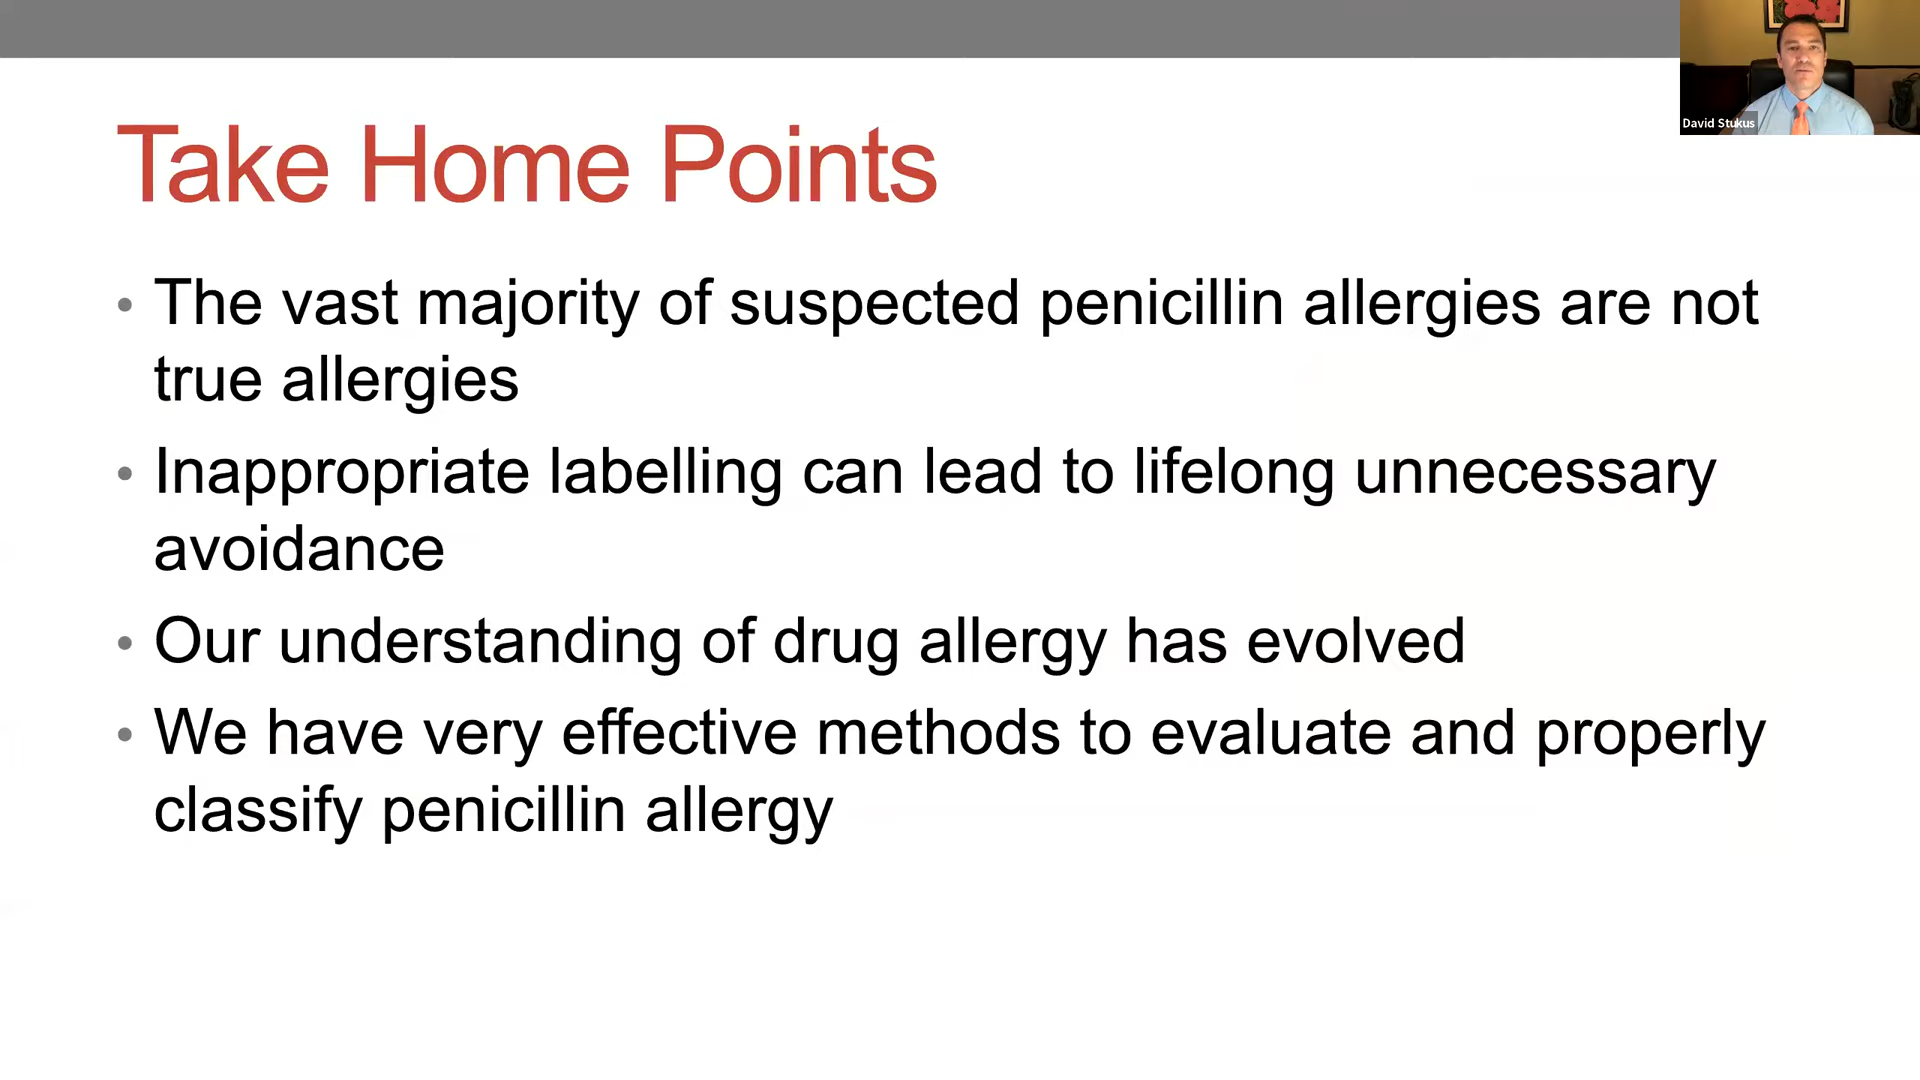 David Stukus
Take Home Points
• The vast majority of suspected penicillin allergies are not
true allergies
• Inappropriate labelling can lead to lifelong unnecessary
avoidance
• Our understanding of drug allergy has evolved
• We have very effective methods to evaluate and properly
classify penicillin allergy